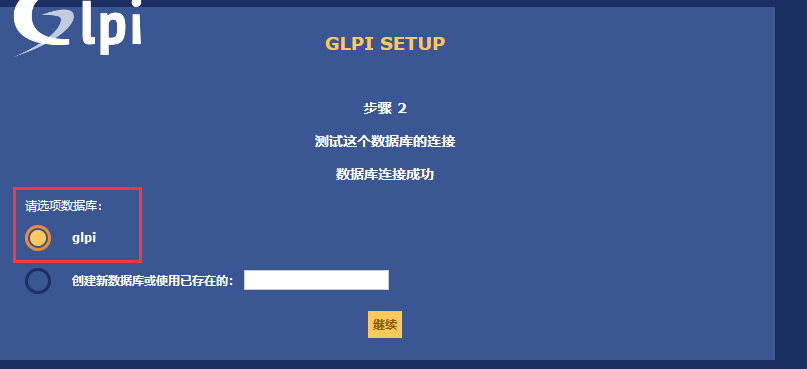 Glpi
GLPI SETUP
步骤 2
测试这个数据库的连接
数据库连接成功
请选项数据库：
glpi
创建新数据库或使用已存在的：
继续